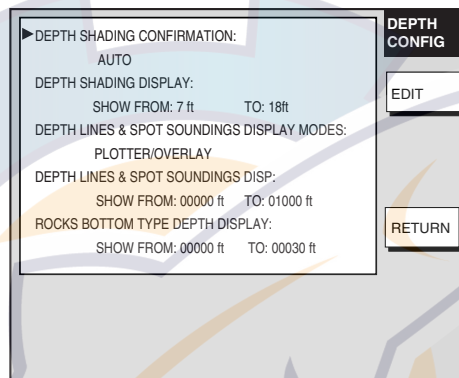 ▶DEPTH SHADING CONFIRMATION:
AUTO
DEPTH SHADING DISPLAY:
SHOW FROM: 7 ft TO: 18ft
DEPTH LINES & SPOT SOUNDINGS DISPLAY MODES:
PLOTTER/OVERLAY
DEPTH LINES & SPOT SOUNDINGS DISP:
SHOW FROM: 00000 ft TO: 01000 ft
ROCKS BOTTOM TYPE DEPTH DISPLAY:
SHOW FROM: 00000 ft TO: 00030 ft
DEPTH
CONFIG
EDIT
RETURN